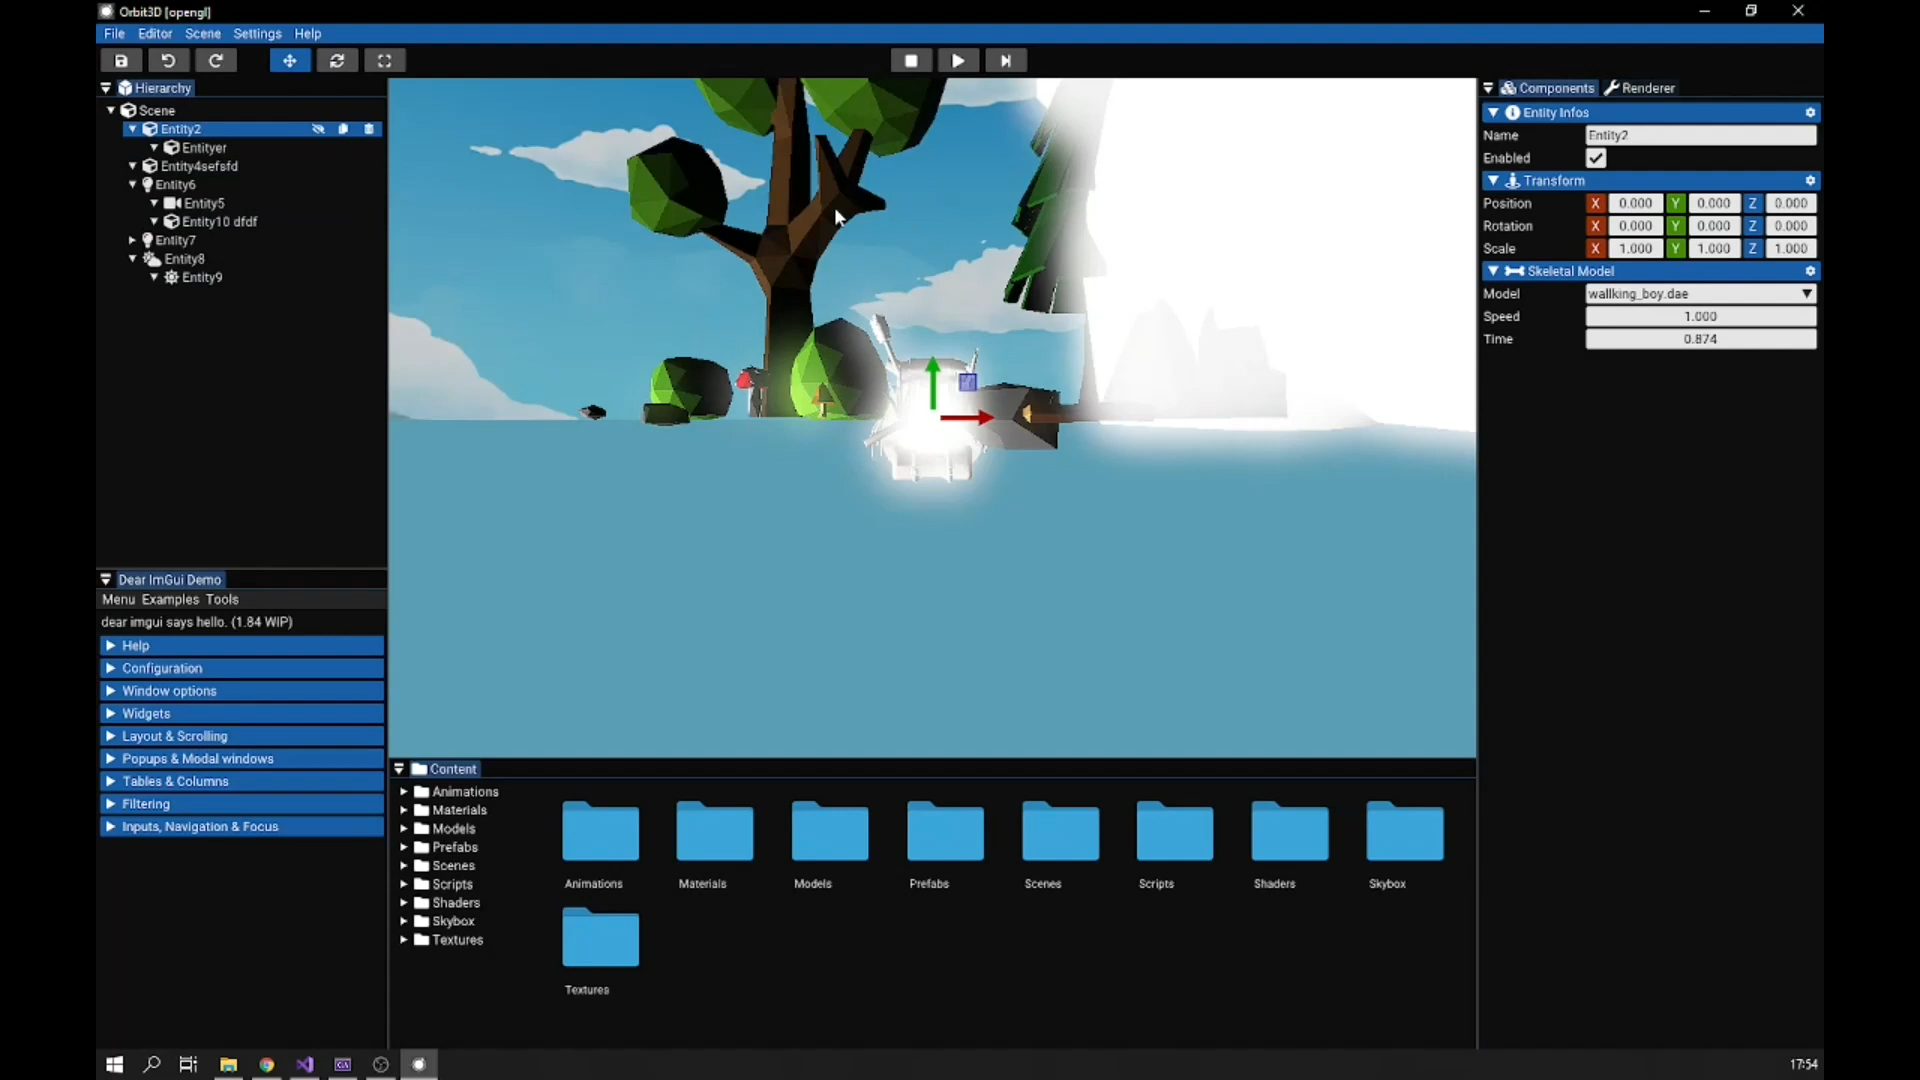 Orbit3D [opengl]
File Editor Scene Settings Help
Hierarchy
Scene
Entity2
Entityer
Entity4sefsfd
Entity6
Entity5
Entity10 dfdf
Entity7
Entity8
Entity9
Dear ImGui Demo
Menu Examples Tools
dear imgui says hello. (1.84 WIP)
Help
Configuration
Window options
Widgets
Layout & Scrolling
Popups & Modal windows
Tables & Columns
Filtering
Inputs, Navigation & Focus
Content
Animations
Materials
Models
Prefabs
Scenes
Scripts
Shaders
Skybox
Textures
Animations Materials Models Prefabs Scenes Scripts Shaders Skybox
Textures
Components Renderer
Entity Infos
Name Entity2
Enabled
Transform
Position X 0.000 Y 0.000 Z 0.000
Rotation X 0.000 Y 0.000 Z 0.000
Scale X 1.000 Y 1.000 Z 1.000
Skeletal Model
Model wallking_boy.dae
Speed 1.000
Time 0.874
17:54